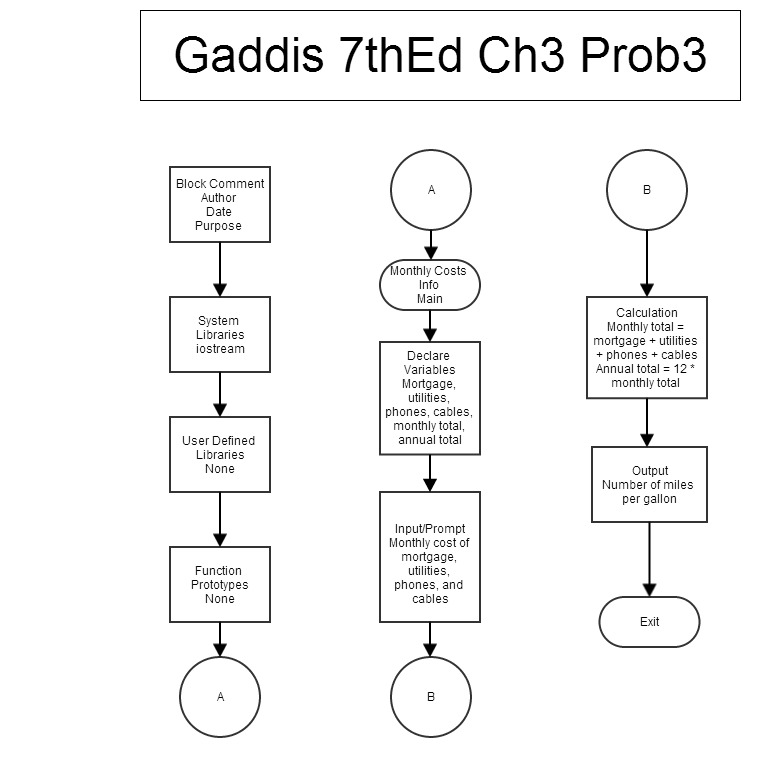 Gaddis 7thEd Ch3 Prob3
Block Comment
Author
Date
Purpose
System
Libraries
iostream
User Defined
Libraries
None
Function
Prototypes
None
A
A
Monthly Costs
Info
Main
Declare
Variables
Mortgage,
utilities,
phones, cables,
monthly total,
annual total
Input/Prompt
Monthly cost of
mortgage,
utilities,
phones, and
cables
B
B
Calculation
Monthly total =
mortgage + utilities
+ phones + cables
Annual total = 12 *
monthly total
Output
Number of miles
per gallon
Exit